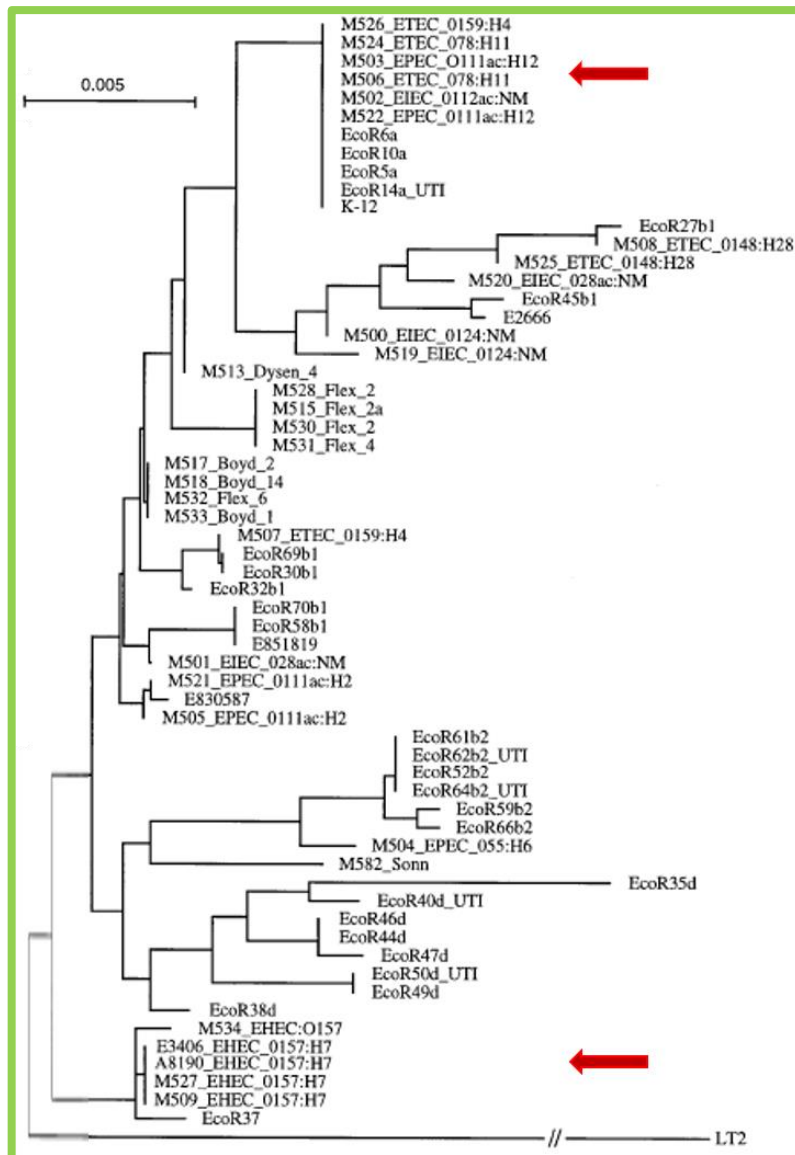 M526_ETEC_0159:H4
M524_ETEC_078:H11
M503_EPEC_O111ac:H12
M506_ETEC_078:H11
M502_EIEC_0112ac:NM
M522_EPEC_0111ac:H12
EcoR6a
EcoR10a
EcoR5a
EcoR14a_UTI
K-12
0.005
EcoR27b1
M508_ETEC_0148:H28
M525_ETEC_0148:H28
M520_EIEC_028ac:NM
EcoR45b1
E2666
M500_EIEC_0124:NM
M519_EIEC_0124:NM
M513_Dysen_4
M528_Flex_2
M515_Flex_2a
M530_Flex_2
M531_Flex_4
M517_Boyd_2
M518_Boyd_14
M532_Flex_6
M533_Boyd_1
M507_ETEC_0159:H4
EcoR69b1
EcoR30b1
EcoR32b1
EcoR70b1
EcoR58b1
E851819
M501_EIEC_028ac:NM
M521_EPEC_0111ac:H2
E830587
M505_EPEC_0111ac:H2
EcoR61b2
EcoR62b2_UTI
EcoR52b2
EcoR64b2_UTI
EcoR59b2
EcoR66b2
M504_EPEC_055:H6
M582_Sonn
EcoR35d
EcoR40d_UTI
EcoR46d
EcoR44d
EcoR47d
EcoR50d_UTI
EcoR49d
EcoR38d
M534_EHEC:O157
E3406_EHEC_0157:H7
A8190_EHEC_0157:H7
M527_EHEC_0157:H7
M509_EHEC_0157:H7
EcoR37
// LT2